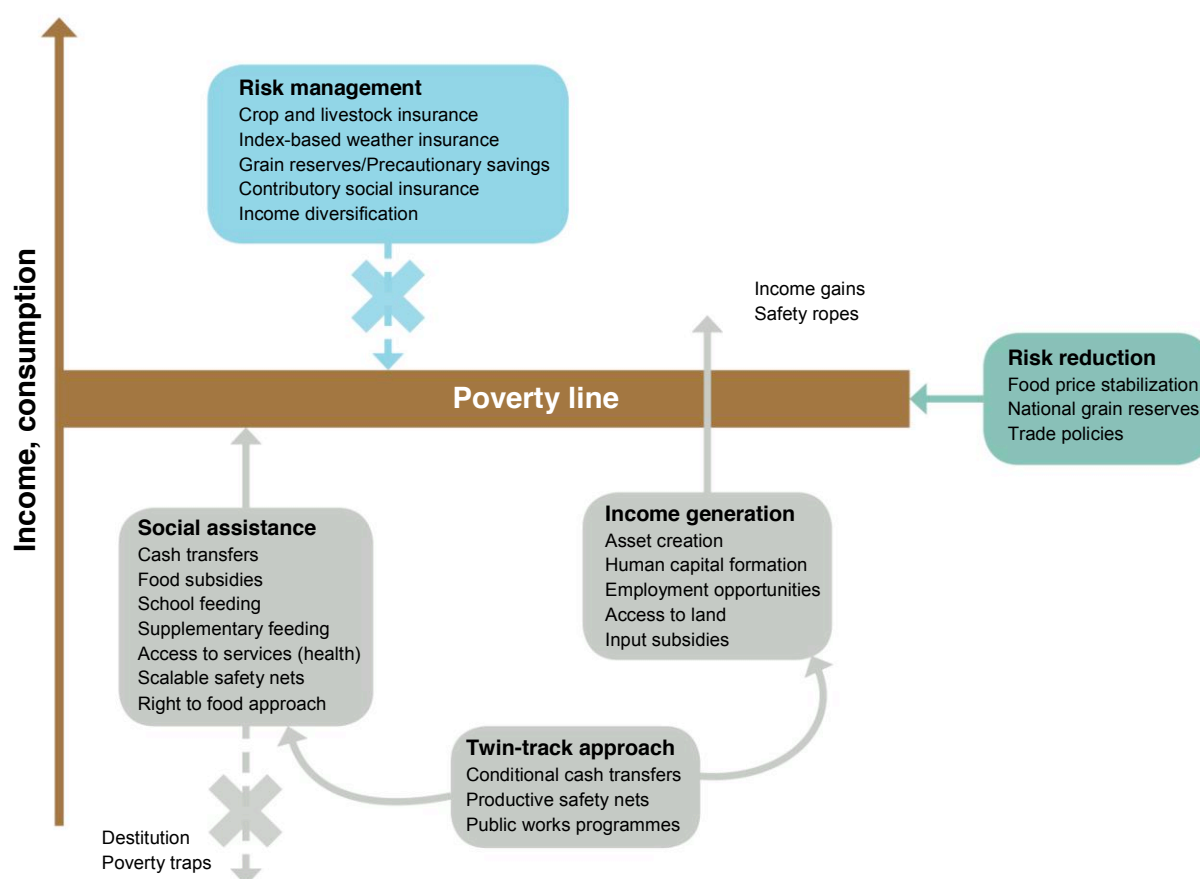 Income, consumption
Risk management
Crop and livestock insurance
Index-based weather insurance
Grain reserves/Precautionary savings
Contributory social insurance
Income diversification
Income gains
Safety ropes
Poverty line
Risk reduction
Food price stabilization
National grain reserves
Trade policies
Social assistance
Cash transfers
Food subsidies
School feeding
Supplementary feeding
Access to services (health)
Scalable safety nets
Right to food approach
Income generation
Asset creation
Human capital formation
Employment opportunities
Access to land
Input subsidies
Twin-track approach
Conditional cash transfers
Productive safety nets
Public works programmes
Destitution
Poverty traps